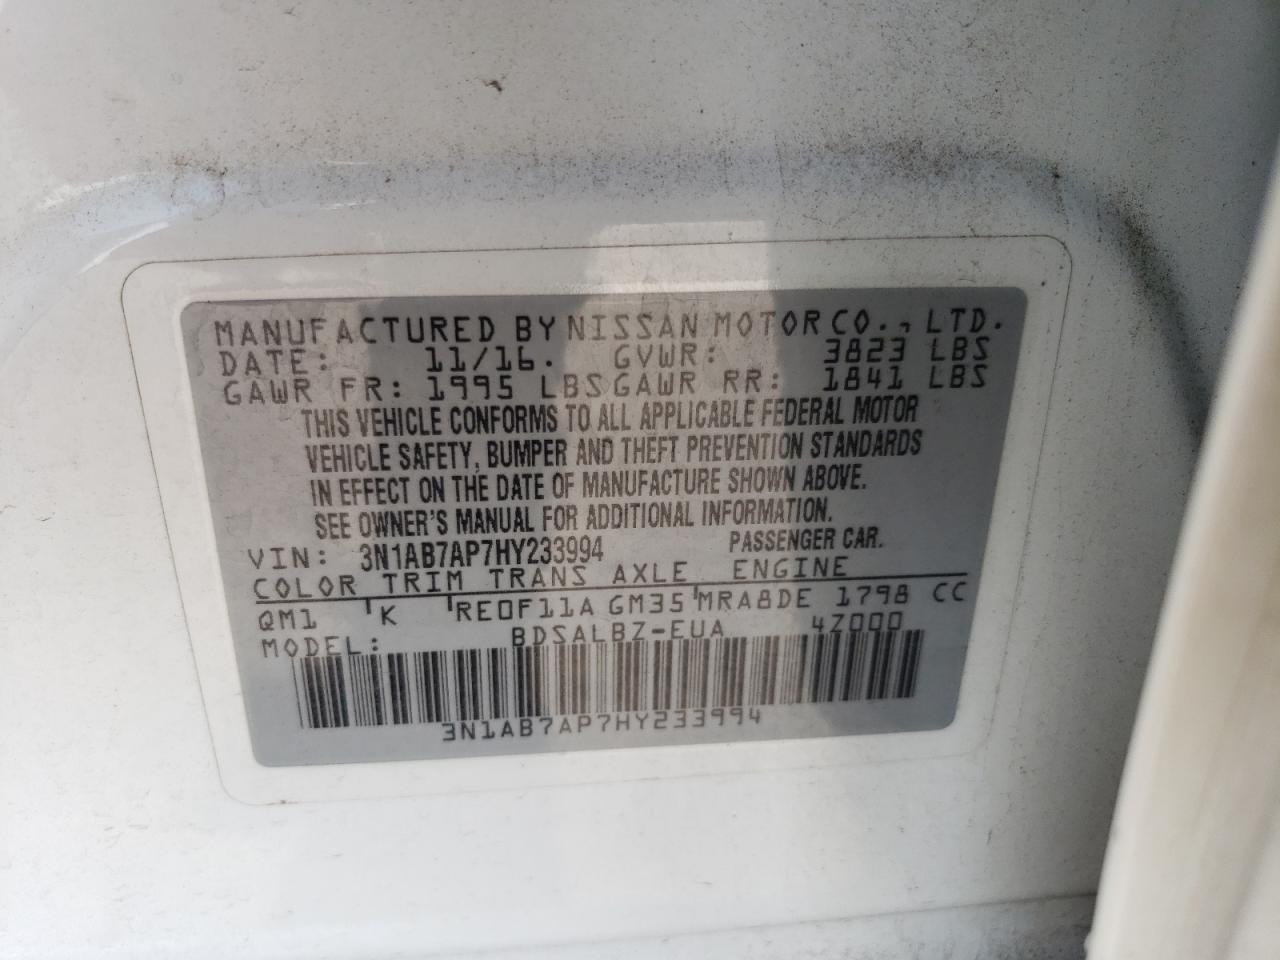 MANUFACTURED BY NISSAN MOTOR CO., LTD.
DATE: 11/16. GVWR: 3823 LBS
GAWR FR: 1995 LBS GAWR RR: 1841 LBS
THIS VEHICLE CONFORMS TO ALL APPLICABLE FEDERAL MOTOR
VEHICLE SAFETY, BUMPER AND THEFT PREVENTION STANDARDS
IN EFFECT ON THE DATE OF MANUFACTURE SHOWN ABOVE.
SEE OWNER'S MANUAL FOR ADDITIONAL INFORMATION.
VIN: 3N1AB7AP7HY233994 PASSENGER CAR.
COLOR TRIM TRANS AXLE ENGINE
QM1 K RE0F11A GM35 MRA8DE 1798 CC
MODEL: BDSALBZ-EUA 4Z000
3N1AB7AP7HY233994